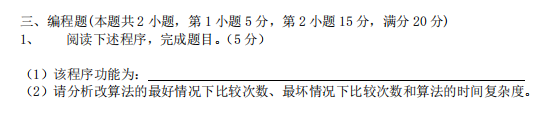 三、编程题(本题共 2 小题，第 1 小题 5 分，第 2 小题 15 分，满分 20 分)
1、 阅读下述程序，完成题目。（5 分）
（1）该程序功能为：
（2）请分析改算法的最好情况下比较次数、最坏情况下比较次数和算法的时间复杂度。